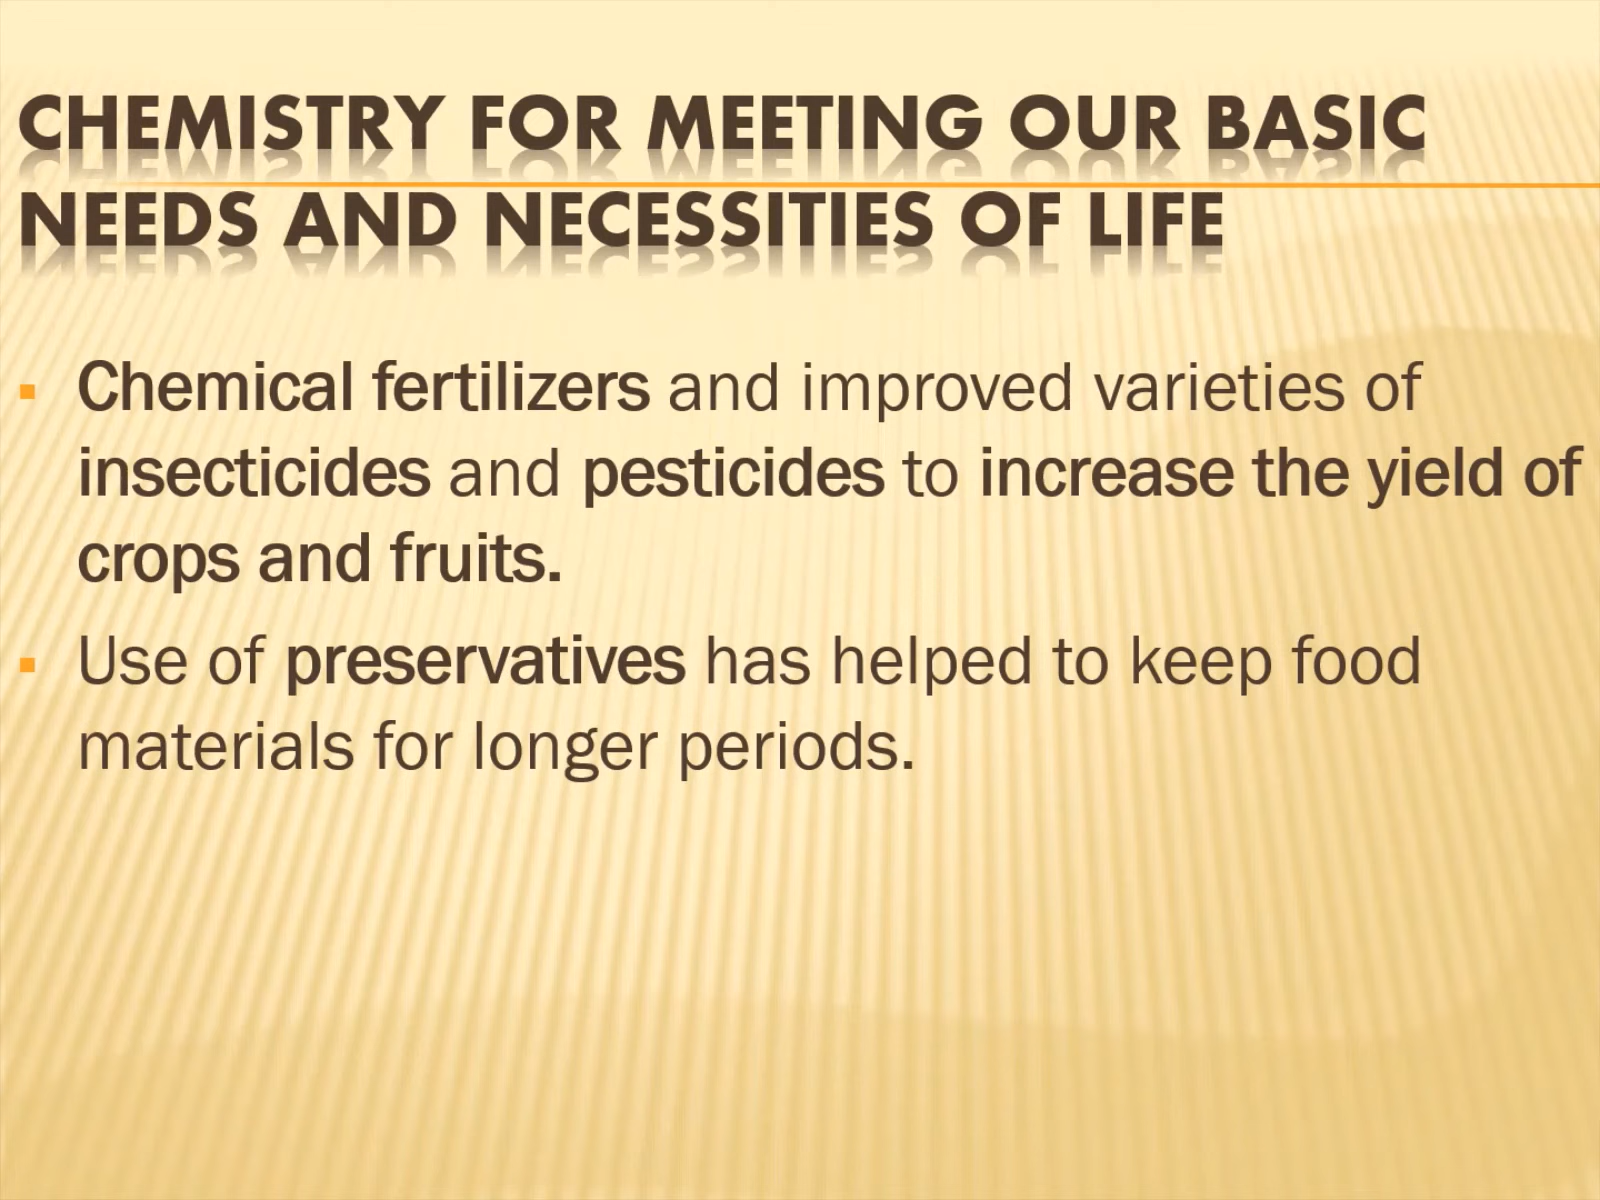 CHEMISTRY FOR MEETING OUR BASIC
NEEDS AND NECESSITIES OF LIFE
▪ Chemical fertilizers and improved varieties of
insecticides and pesticides to increase the yield of
crops and fruits.
▪ Use of preservatives has helped to keep food
materials for longer periods.